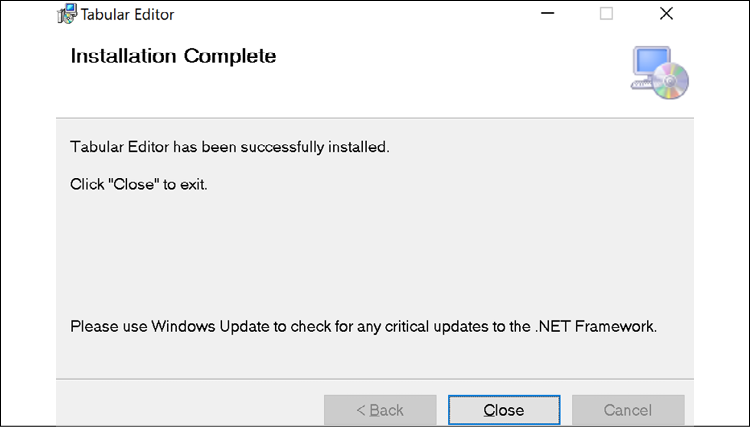 Tabular Editor
Installation Complete
Tabular Editor has been successfully installed.
Click "Close" to exit.
Please use Windows Update to check for any critical updates to the .NET Framework.
< Back
Close
Cancel